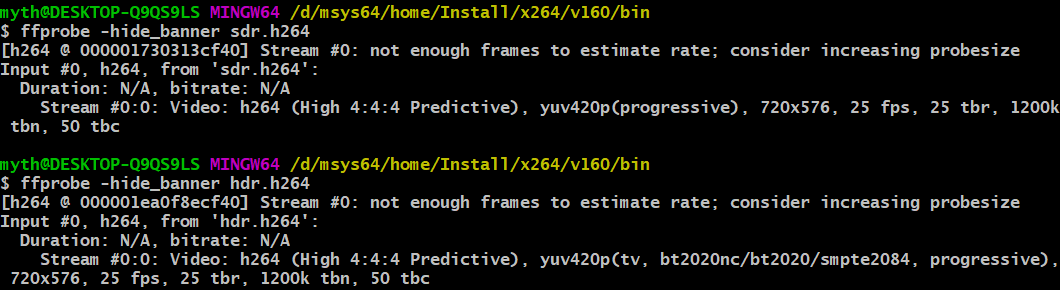 myth@DESKTOP-Q9QS9LS MINGW64 /d/msys64/home/Install/x264/v160/bin
$ ffprobe -hide_banner sdr.h264
[h264 @ 000001730313cf40] Stream #0: not enough frames to estimate rate; consider increasing probesize
Input #0, h264, from 'sdr.h264':
  Duration: N/A, bitrate: N/A
    Stream #0:0: Video: h264 (High 4:4:4 Predictive), yuv420p(progressive), 720x576, 25 fps, 25 tbr, 1200k
 tbn, 50 tbc

myth@DESKTOP-Q9QS9LS MINGW64 /d/msys64/home/Install/x264/v160/bin
$ ffprobe -hide_banner hdr.h264
[h264 @ 000001ea0f8ecf40] Stream #0: not enough frames to estimate rate; consider increasing probesize
Input #0, h264, from 'hdr.h264':
  Duration: N/A, bitrate: N/A
    Stream #0:0: Video: h264 (High 4:4:4 Predictive), yuv420p(tv, bt2020nc/bt2020/smpte2084, progressive),
 720x576, 25 fps, 25 tbr, 1200k tbn, 50 tbc